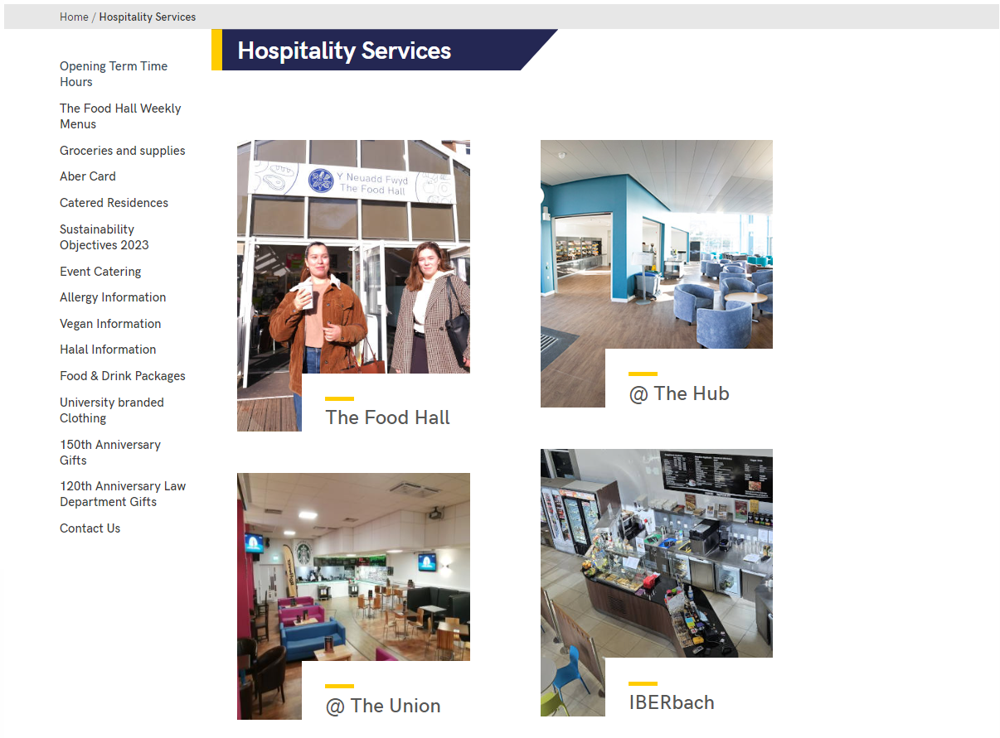 Home / Hospitality Services
Hospitality Services
Opening Term Time
Hours
The Food Hall Weekly
Menus
Groceries and supplies
Aber Card
Catered Residences
Sustainability
Objectives 2023
Event Catering
Allergy Information
Vegan Information
Halal Information
Food & Drink Packages
University branded
Clothing
150th Anniversary
Gifts
120th Anniversary Law
Department Gifts
Contact Us
Y Neuadd Fwyd
The Food Hall
The Food Hall
@ The Hub
@ The Union
IBERbach